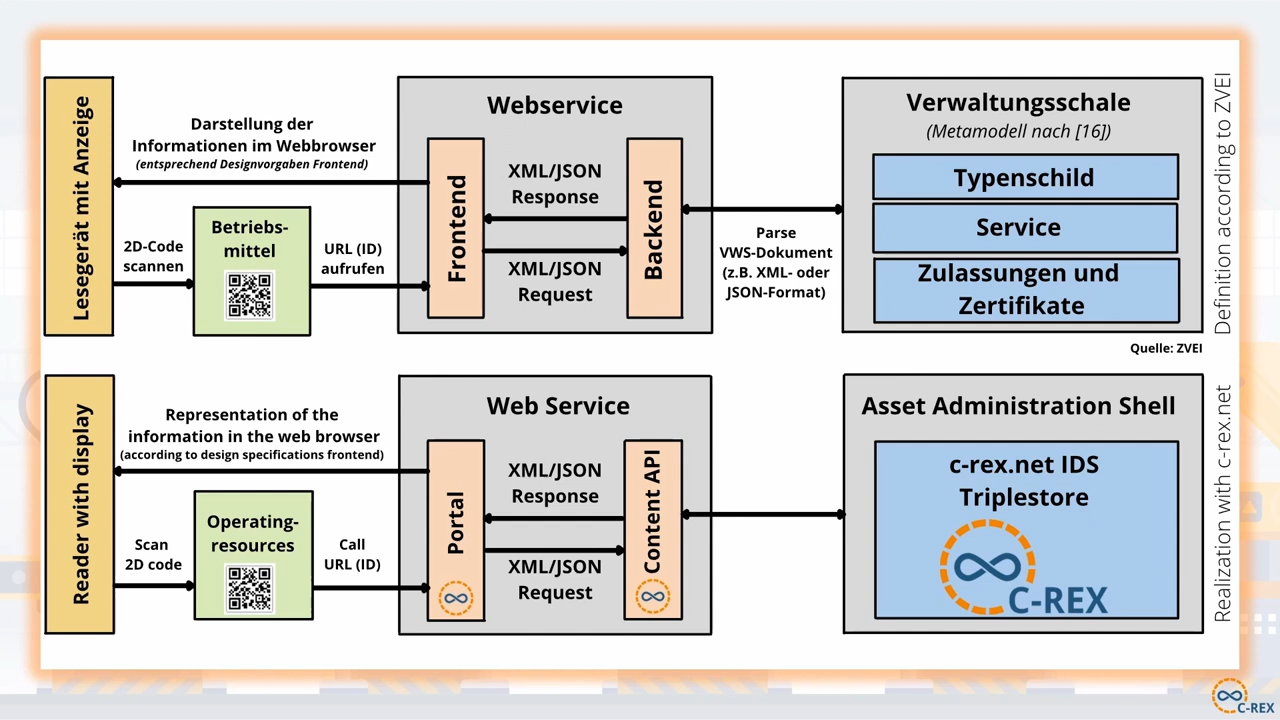 Lesegerät mit Anzeige
Darstellung der
Informationen im Webbrowser
(entsprechend Designvorgaben Frontend)
2D-Code
scannen
Betriebs-
mittel
URL (ID)
aufrufen
Webservice
Frontend
XML/JSON
Response
XML/JSON
Request
Backend
Parse
VWS-Dokument
(z.B. XML- oder
JSON-Format)
Verwaltungsschale
(Metamodell nach [16])
Typenschild
Service
Zulassungen und
Zertifikate
Definition according to ZVEI
Quelle: ZVEI
Reader with display
Representation of the
information in the web browser
(according to design specifications frontend)
Scan
2D code
Operating-
resources
Call
URL (ID)
Web Service
Portal
XML/JSON
Response
XML/JSON
Request
Content API
Asset Administration Shell
c-rex.net IDS
Triplestore
C-REX
Realization with c-rex.net
C-REX